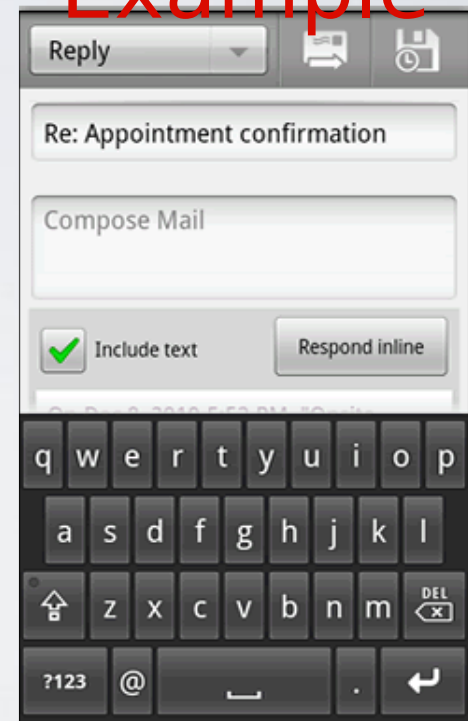 Example
Reply
Re: Appointment confirmation
Compose Mail
Include text
Respond inline
q w e r t y u i o p
a s d f g h j k l
z x c v b n m DEL
?123 @ .